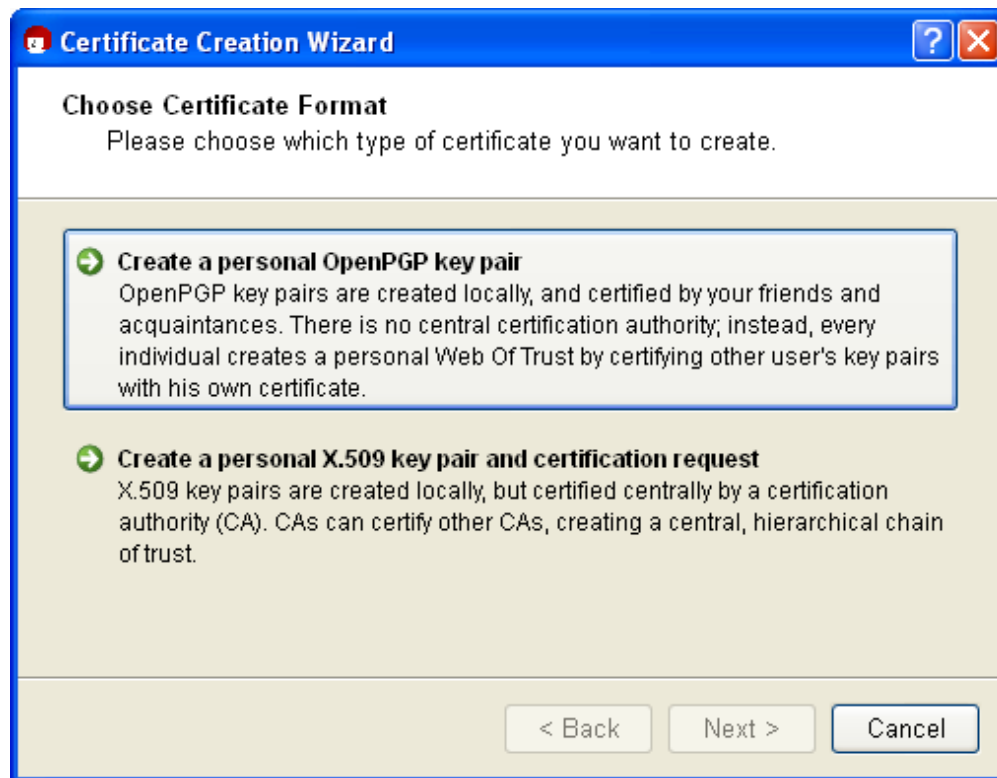 Certificate Creation Wizard
Choose Certificate Format
Please choose which type of certificate you want to create.
Create a personal OpenPGP key pair
OpenPGP key pairs are created locally, and certified by your friends and
acquaintances. There is no central certification authority; instead, every
individual creates a personal Web Of Trust by certifying other user's key pairs
with his own certificate.
Create a personal X.509 key pair and certification request
X.509 key pairs are created locally, but certified centrally by a certification
authority (CA). CAs can certify other CAs, creating a central, hierarchical chain
of trust.
< Back Next > Cancel